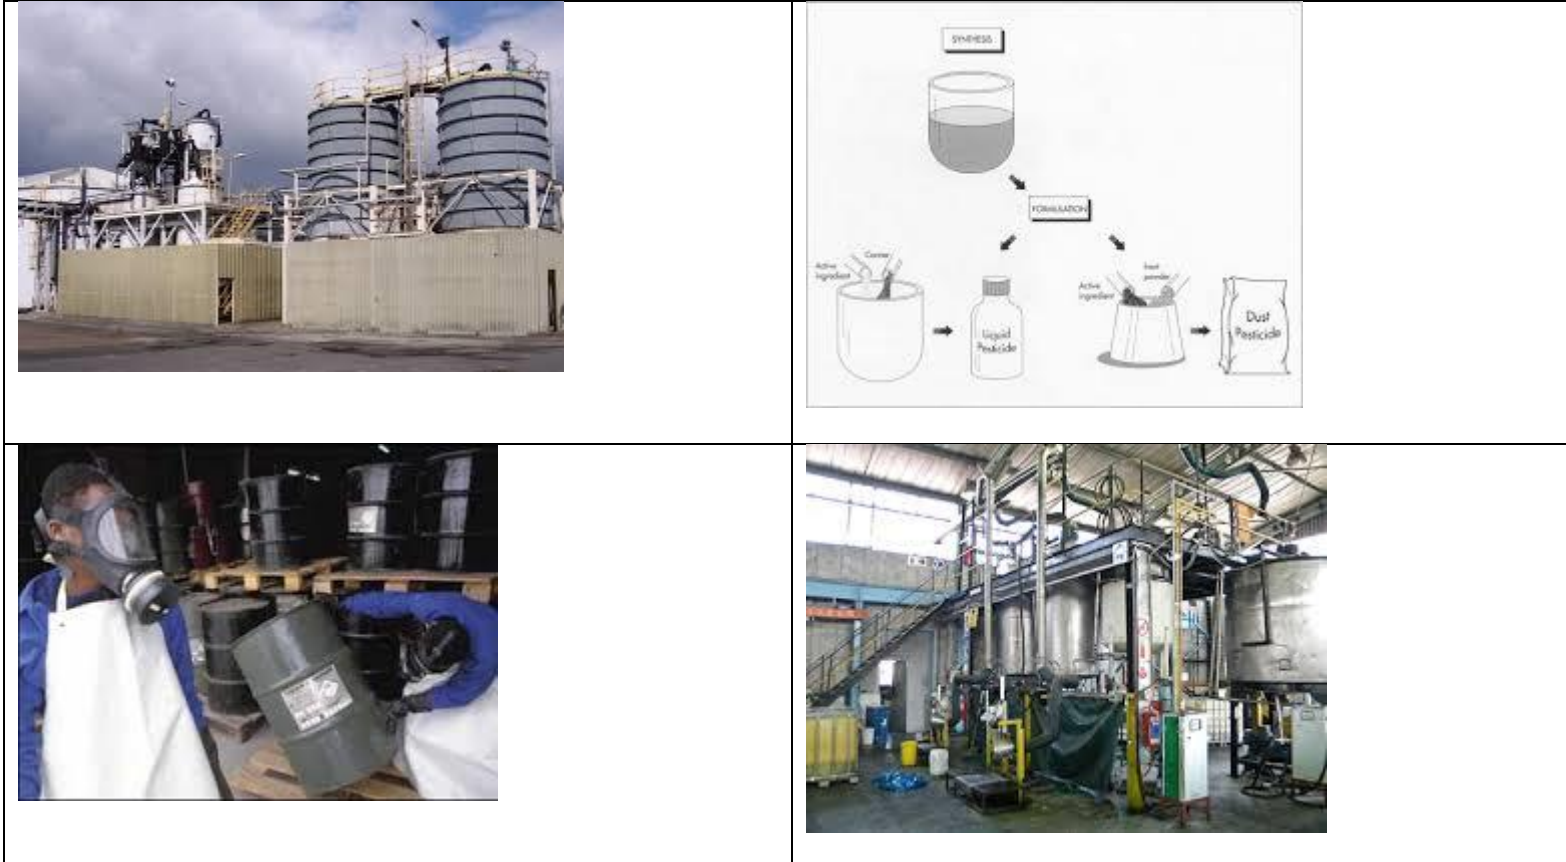 SYNTHESIS
FORMULATION
Active
ingredient
Carrier
Liquid
Pesticide
Active
ingredient
Inert
powder
Dust
Pesticide